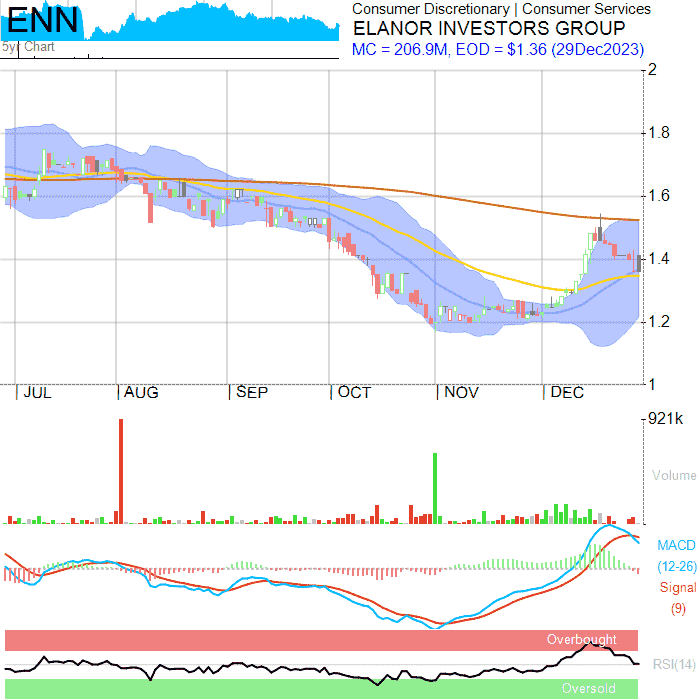 ENN
5yr Chart
Consumer Discretionary | Consumer Services
ELANOR INVESTORS GROUP
MC = 206.9M, EOD = $1.36 (29Dec2023)
2
1.8
1.6
1.4
1.2
1
JUL AUG SEP OCT NOV DEC
921k
Volume
MACD
(12-26)
Signal
(9)
Overbought
RSI(14)
Oversold